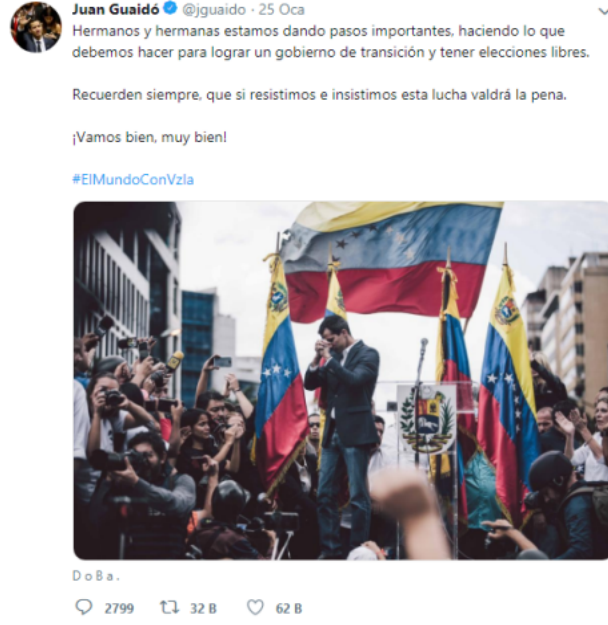 Juan Guaidó @jguaido · 25 Oca
Hermanos y hermanas estamos dando pasos importantes, haciendo lo que
debemos hacer para lograr un gobierno de transición y tener elecciones libres.
Recuerden siempre, que si resistimos e insistimos esta lucha valdrá la pena.
¡Vamos bien, muy bien!
#ElMundoConVzla
DoBa.
2799 32 B 62 B